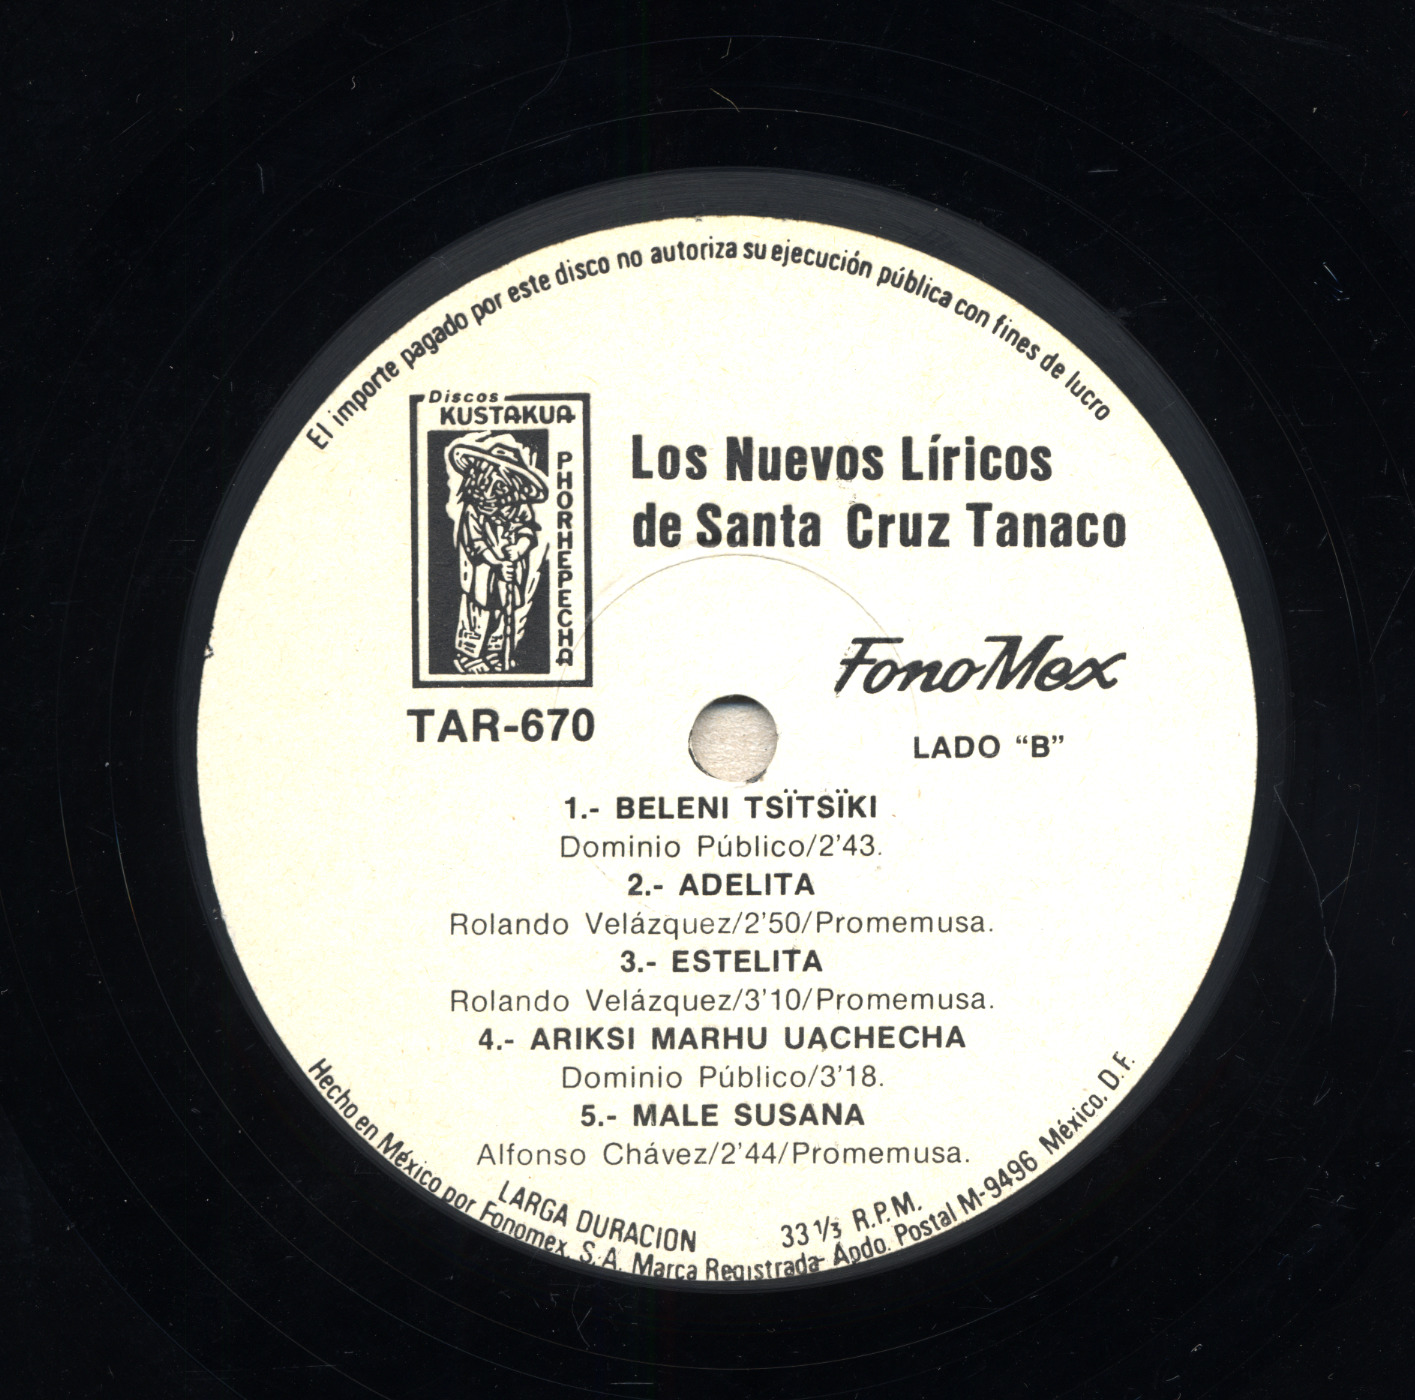 El importe pagado por este disco no autoriza su ejecución pública con fines de lucro
Discos
KUSTAKUA
PHORHEPECHA
TAR-670
Los Nuevos Líricos
de Santa Cruz Tanaco
FonoMex
LADO “B”
1.- BELENI TSÏTSÏKI
Dominio Público/2’43.
2.- ADELITA
Rolando Velázquez/2’50/Promemusa.
3.- ESTELITA
Rolando Velázquez/3’10/Promemusa.
4.- ARIKSI MARHU UACHECHA
Dominio Público/3’18.
5.- MALE SUSANA
Alfonso Chávez/2’44/Promemusa.
LARGA DURACION 33 1/3 R.P.M.
Hecho en México por Fonomex, S.A. Marca Registrada- Apdo. Postal M-9496 México, D.F.